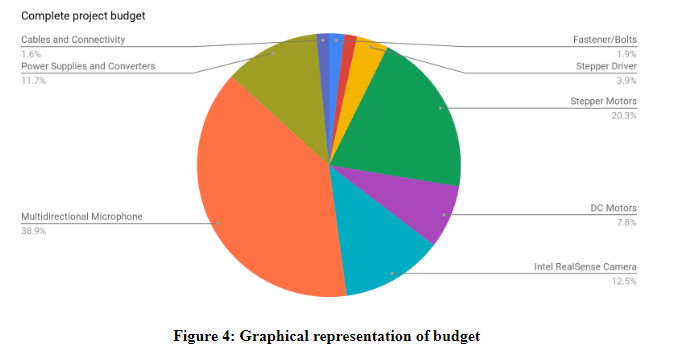 Complete project budget
Cables and Connectivity
1.6%
Power Supplies and Converters
11.7%
Multidirectional Microphone
38.9%
Fastener/Bolts
1.9%
Stepper Driver
3.9%
Stepper Motors
20.3%
DC Motors
7.8%
Intel RealSense Camera
12.5%
Figure 4: Graphical representation of budget